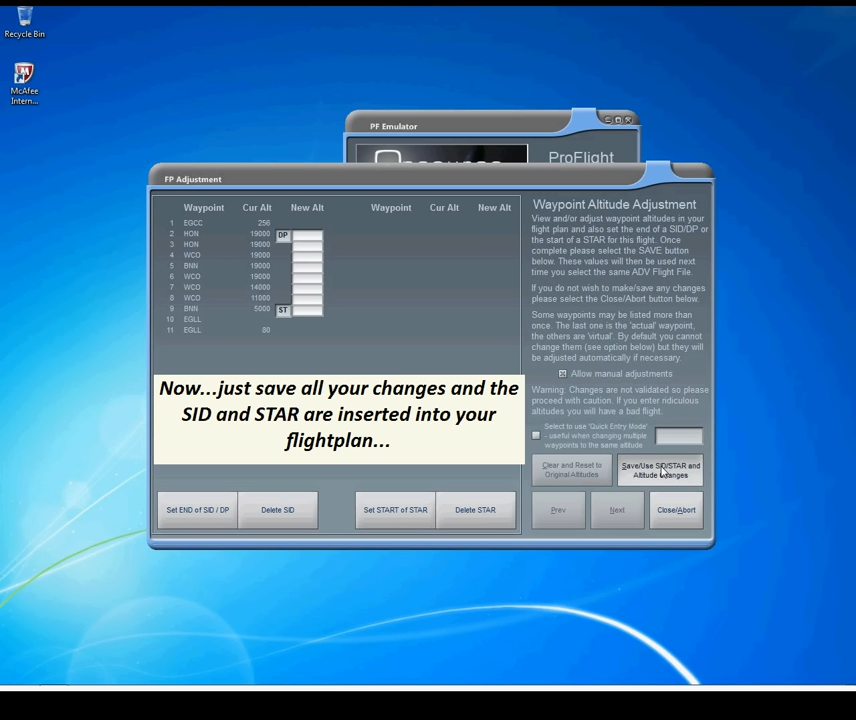 Recycle Bin
McAfee
Intern...
PF Emulator
ProFlight
FP Adjustment
Waypoint Cur Alt New Alt Waypoint Cur Alt New Alt
1 EGCC 256
2 HON 19000 DP
3 HON 19000
4 WCO 19000
5 BNN 19000
6 WCO 19000
7 WCO 14000
8 WCO 11000
9 BNN 5000 ST
10 EGLL
11 EGLL 80
Waypoint Altitude Adjustment
View and/or adjust waypoint altitudes in your
flight plan and also set the end of a SID/DP or
the start of a STAR for this flight. Once
complete please select the SAVE button
below. These values will then be used next
time you select the same ADV Flight File.
If you do not wish to make/save any changes
please select the Close/Abort button below.
Some waypoints may be listed more than
once. The last one is the 'actual' waypoint,
the others are 'virtual'. By default you cannot
change them (see option below) but they will
be adjusted automatically if necessary.
Allow manual adjustments
Warning: Changes are not validated so please
proceed with caution. If you enter ridiculous
altitudes you will have a bad flight.
Select to use 'Quick Entry Mode'
- useful when changing multiple
waypoints to the same altitude
Clear and Reset to
Original Altitudes
Save/Use SID/STAR and
Altitude Changes
Now...just save all your changes and the
SID and STAR are inserted into your
flightplan...
Set END of SID / DP
Delete SID
Set START of STAR
Delete STAR
Prev
Next
Close/Abort